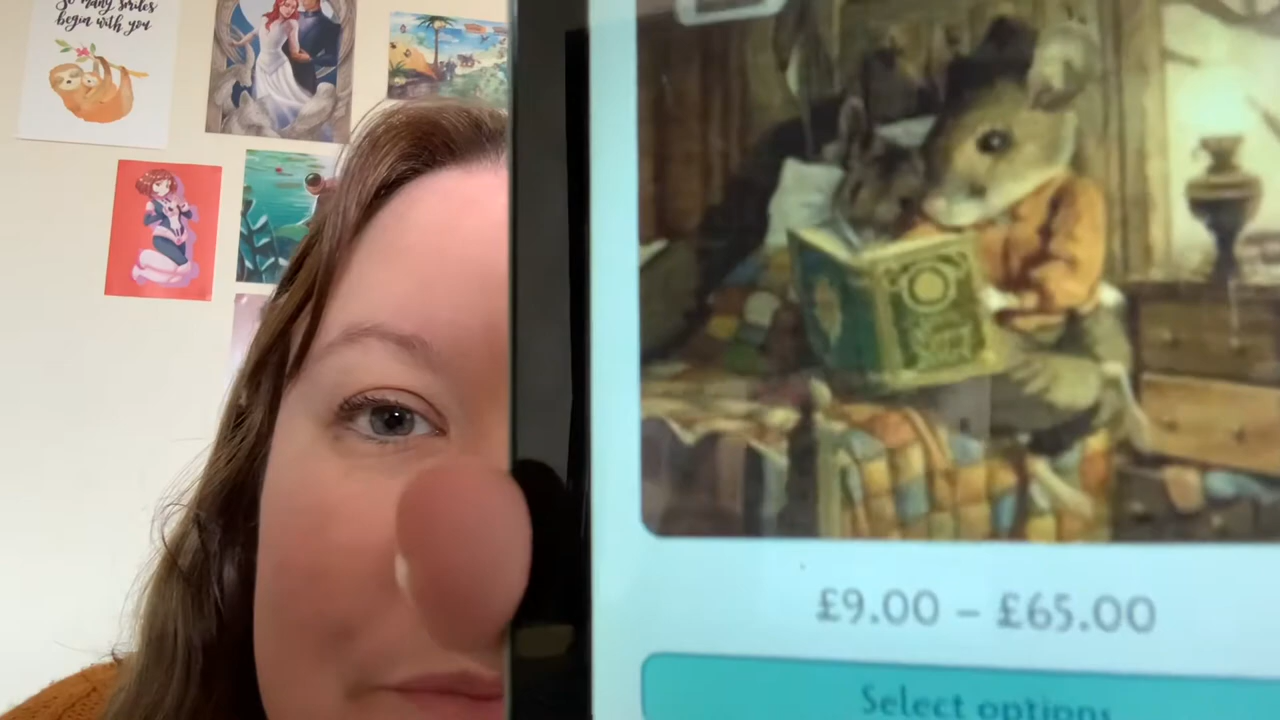 So many smiles
begin with you
£9.00 – £65.00
Select options